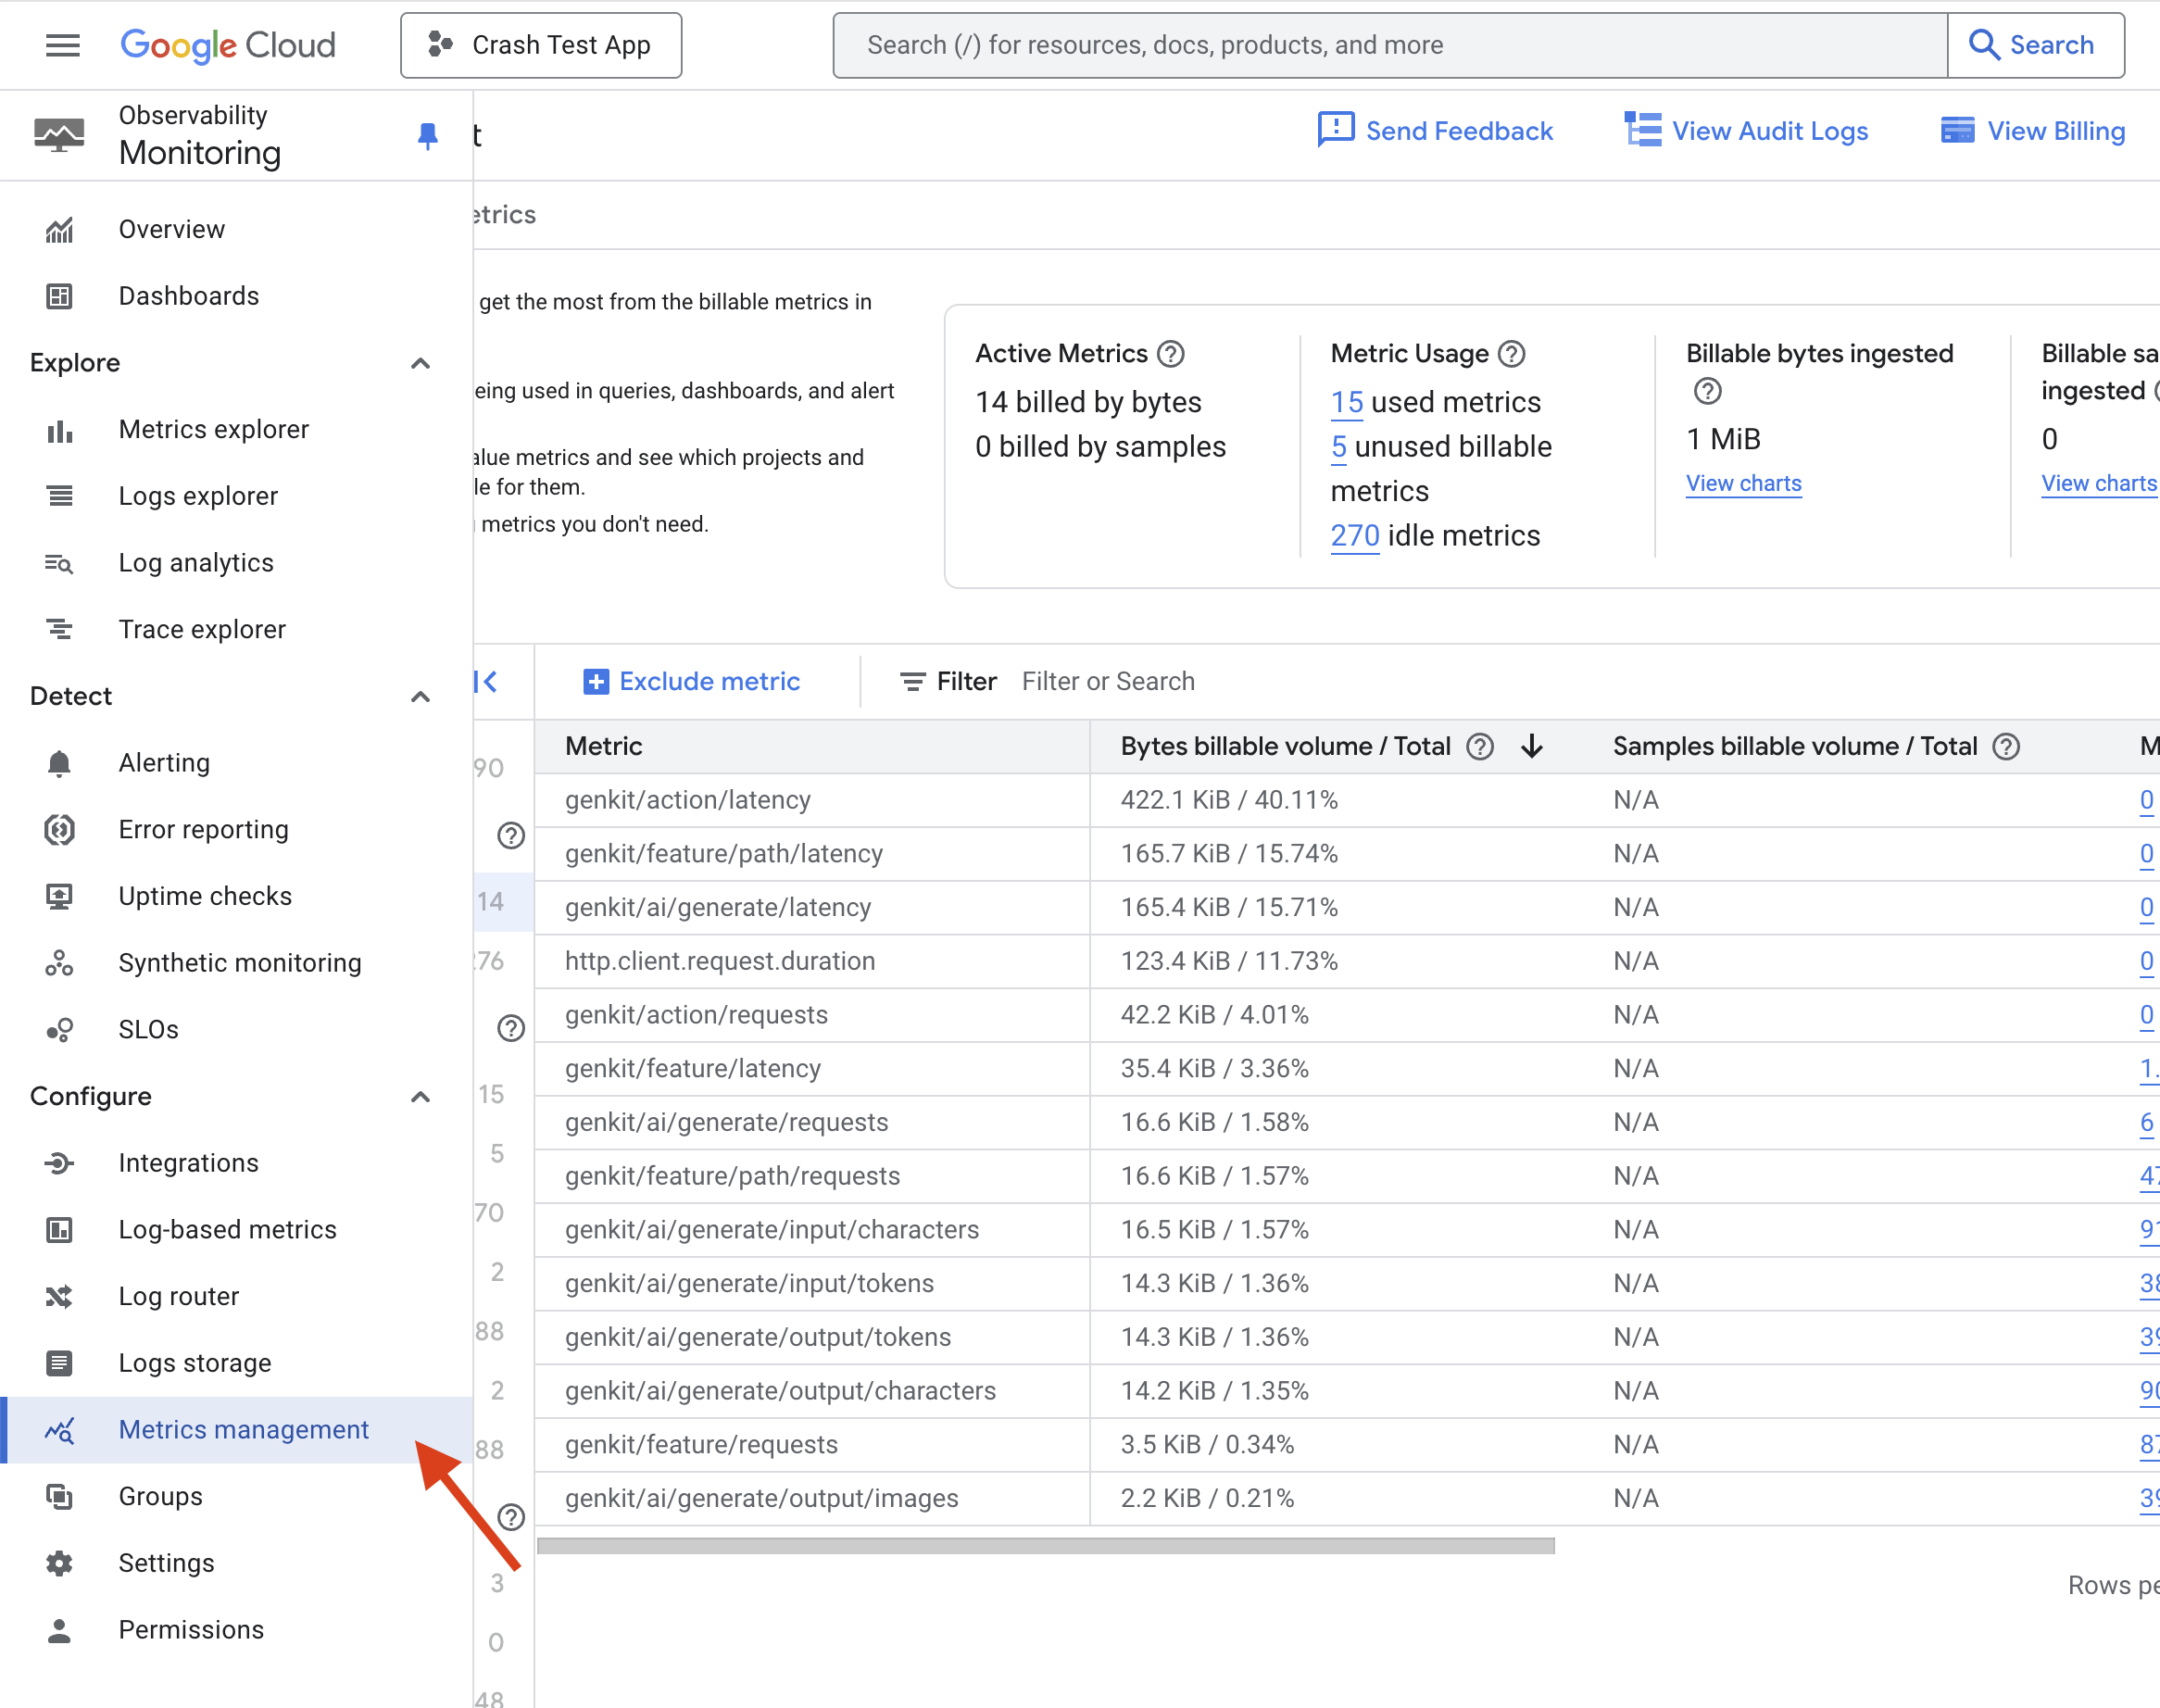 Google Cloud
Crash Test App
Search (/) for resources, docs, products, and more
Search
Observability
Monitoring
t
Send Feedback
View Audit Logs
View Billing
Overview
Dashboards
Explore
Metrics explorer
Logs explorer
Log analytics
Trace explorer
Detect
Alerting
Error reporting
Uptime checks
Synthetic monitoring
SLOs
Configure
Integrations
Log-based metrics
Log router
Logs storage
Metrics management
Groups
Settings
Permissions
etrics
get the most from the billable metrics in
eing used in queries, dashboards, and alert
alue metrics and see which projects and
le for them.
metrics you don't need.
Active Metrics
14 billed by bytes
0 billed by samples
Metric Usage
15 used metrics
5 unused billable
metrics
270 idle metrics
Billable bytes ingested
1 MiB
View charts
Billable sa
ingested
0
View charts
90
14
276
15
5
70
2
88
2
88
3
0
48
Exclude metric
Filter Filter or Search
Metric Bytes billable volume / Total Samples billable volume / Total M
genkit/action/latency 422.1 KiB / 40.11% N/A 0
genkit/feature/path/latency 165.7 KiB / 15.74% N/A 0
genkit/ai/generate/latency 165.4 KiB / 15.71% N/A 0
http.client.request.duration 123.4 KiB / 11.73% N/A 0
genkit/action/requests 42.2 KiB / 4.01% N/A 0
genkit/feature/latency 35.4 KiB / 3.36% N/A 1.
genkit/ai/generate/requests 16.6 KiB / 1.58% N/A 6
genkit/feature/path/requests 16.6 KiB / 1.57% N/A 47
genkit/ai/generate/input/characters 16.5 KiB / 1.57% N/A 91
genkit/ai/generate/input/tokens 14.3 KiB / 1.36% N/A 38
genkit/ai/generate/output/tokens 14.3 KiB / 1.36% N/A 39
genkit/ai/generate/output/characters 14.2 KiB / 1.35% N/A 90
genkit/feature/requests 3.5 KiB / 0.34% N/A 87
genkit/ai/generate/output/images 2.2 KiB / 0.21% N/A 39
Rows pe